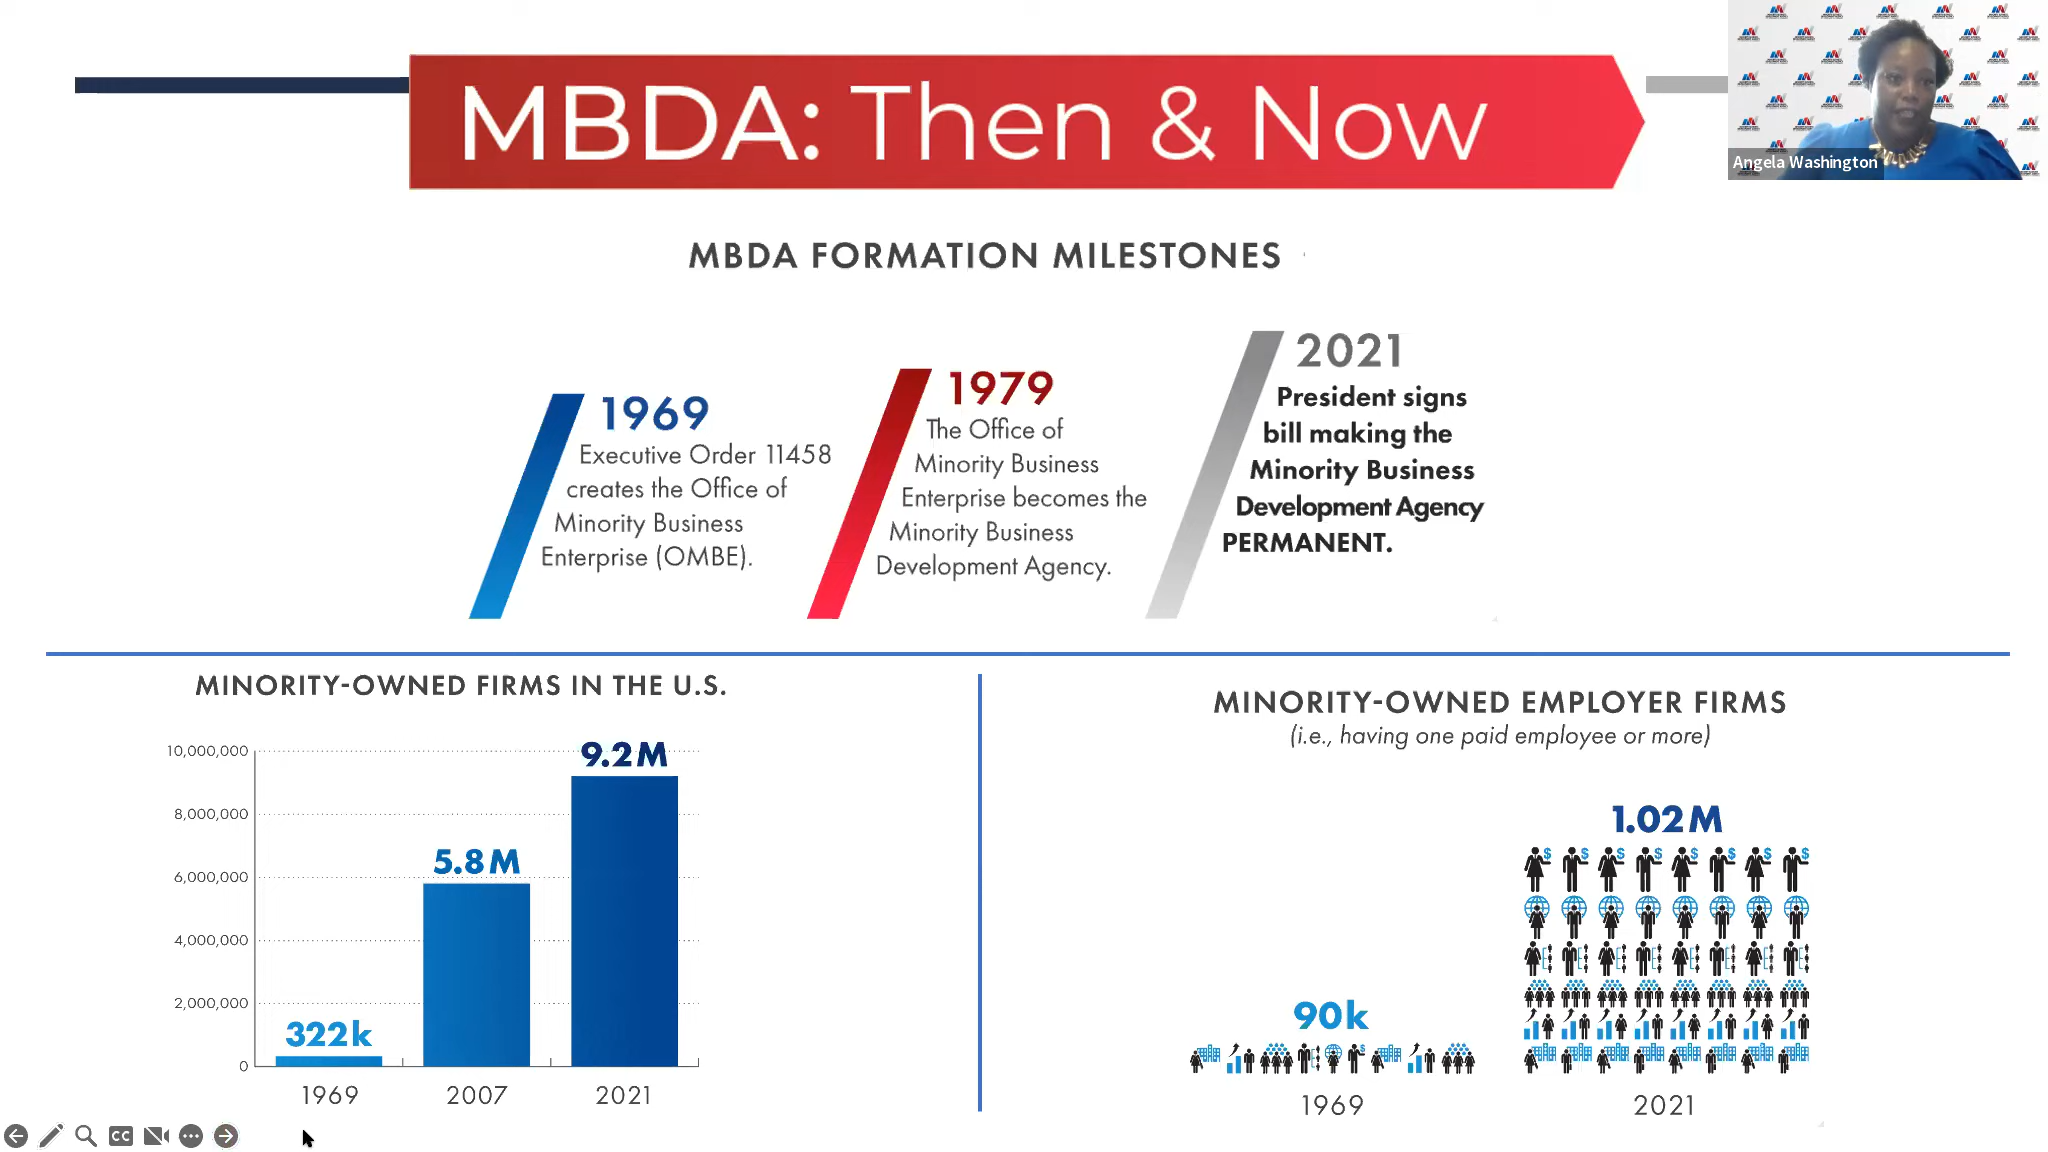 MBDA: Then & Now
Angela Washington
MBDA FORMATION MILESTONES
1969
Executive Order 11458
creates the Office of
Minority Business
Enterprise (OMBE).
1979
The Office of
Minority Business
Enterprise becomes the
Minority Business
Development Agency.
2021
President signs
bill making the
Minority Business
Development Agency
PERMANENT.
MINORITY-OWNED FIRMS IN THE U.S.
10,000,000
8,000,000
6,000,000
4,000,000
2,000,000
0
322k
5.8M
9.2M
1969
2007
2021
MINORITY-OWNED EMPLOYER FIRMS
(i.e., having one paid employee or more)
90k
1.02M
1969
2021
CC